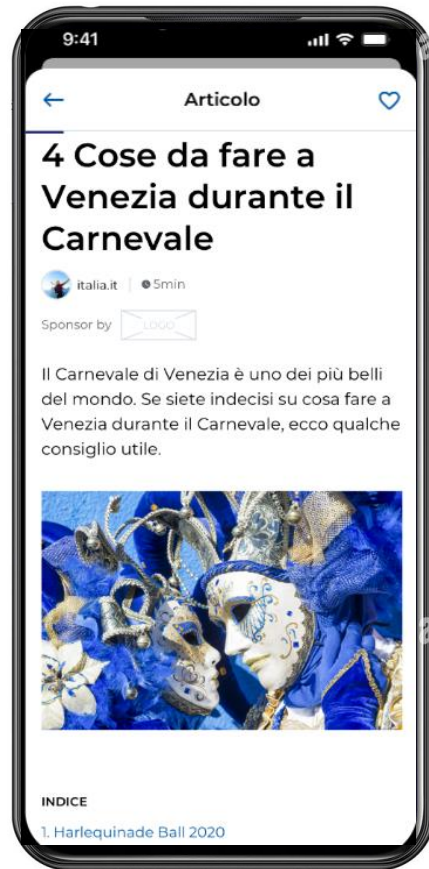 9:41
Articolo
4 Cose da fare a
Venezia durante il
Carnevale
italia.it
5min
Sponsor by
LOGO
Il Carnevale di Venezia è uno dei più belli
del mondo. Se siete indecisi su cosa fare a
Venezia durante il Carnevale, ecco qualche
consiglio utile.
INDICE
1. Harlequinade Ball 2020